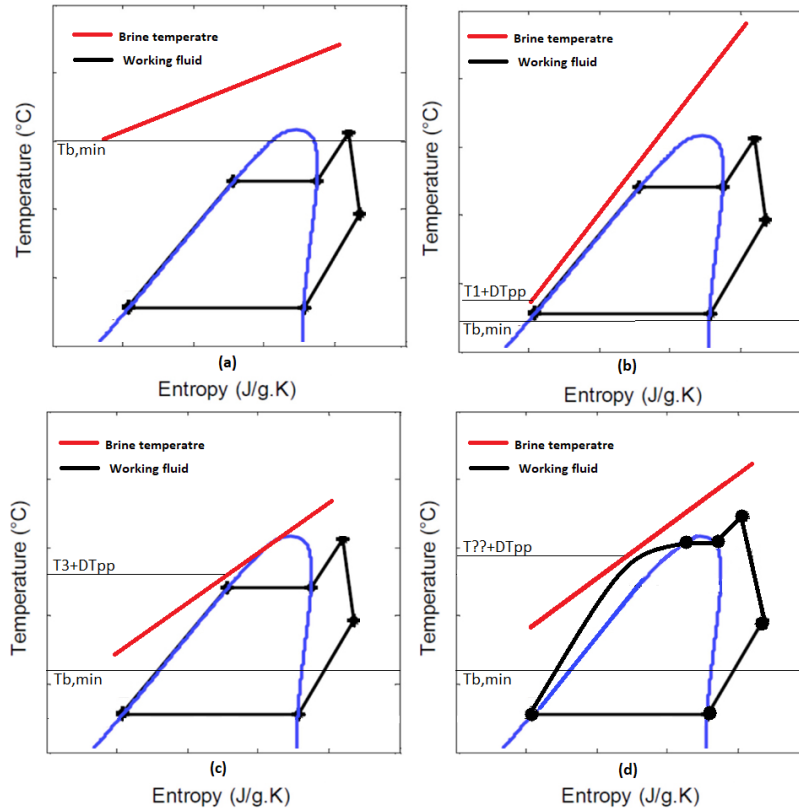 Brine temperatre
Working fluid
Temperature (°C)
Tb,min
(a)
Entropy (J/g.K)
Brine temperatre
Working fluid
Temperature (°C)
T1+DTpp
Tb,min
(b)
Entropy (J/g.K)
Brine temperatre
Working fluid
Temperature (°C)
T3+DTpp
Tb,min
(c)
Entropy (J/g.K)
Brine temperatre
Working fluid
Temperature (°C)
T??+DTpp
Tb,min
(d)
Entropy (J/g.K)